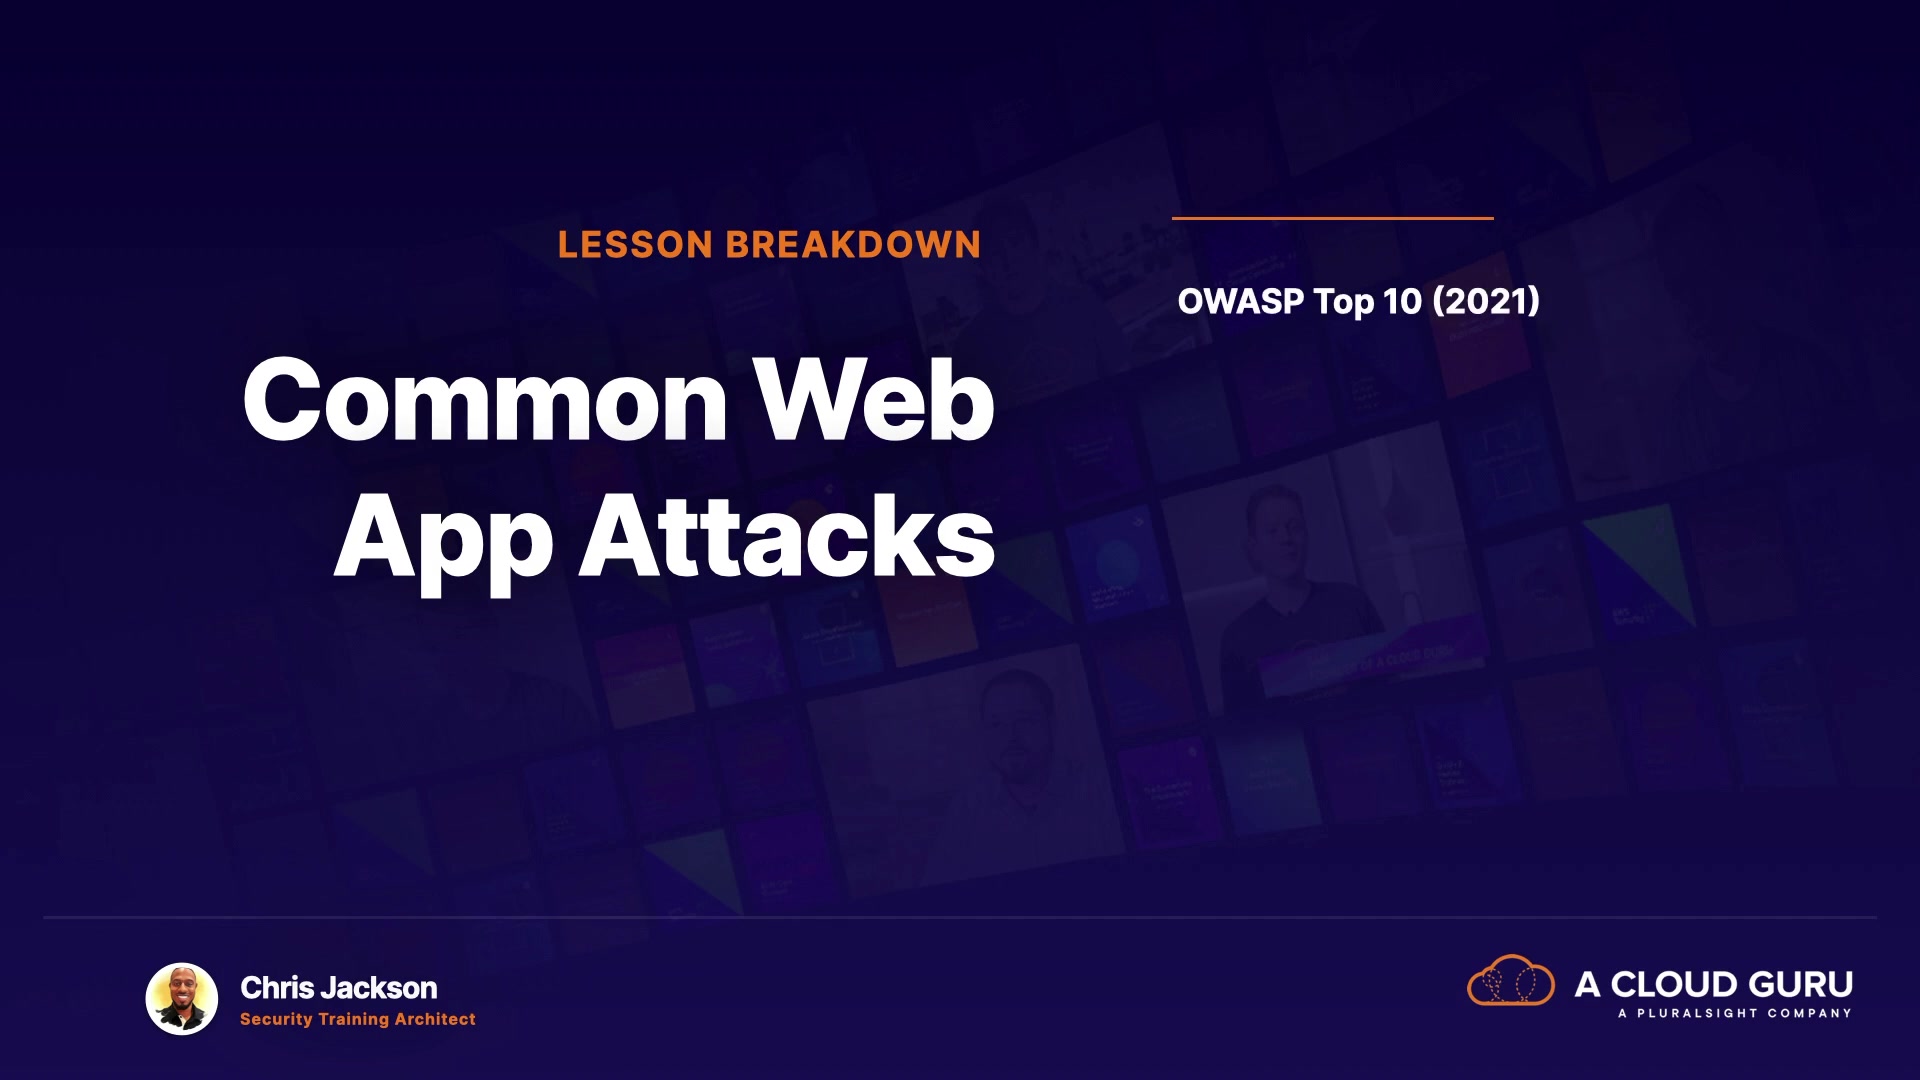 LESSON BREAKDOWN
Common Web
App Attacks
OWASP Top 10 (2021)
Chris Jackson
Security Training Architect
A CLOUD GURU
A PLURALSIGHT COMPANY